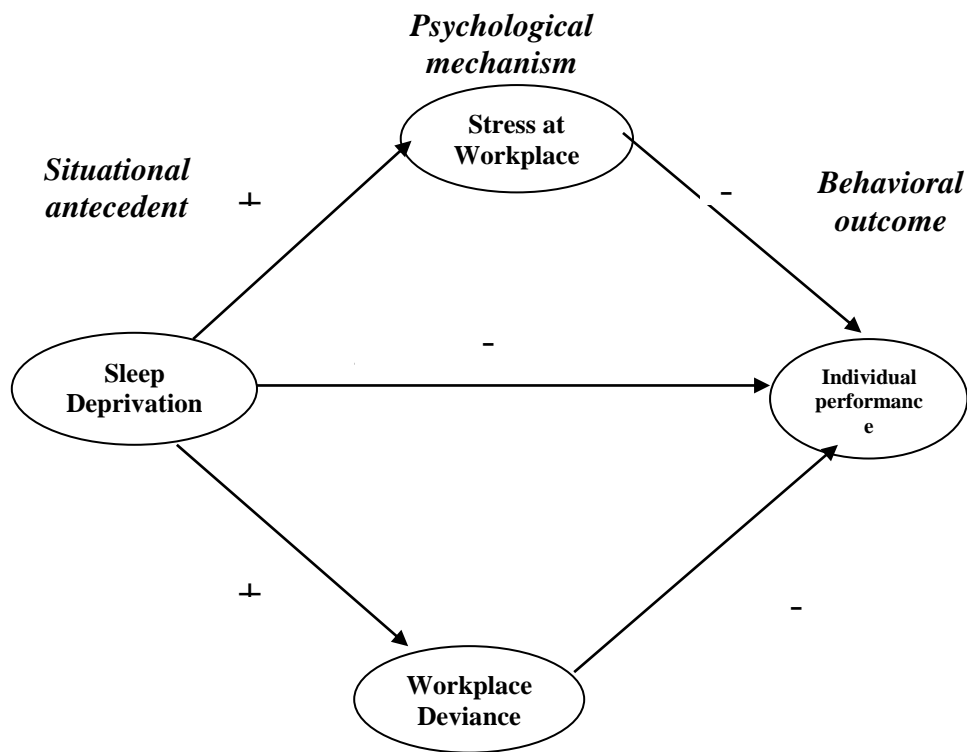 Psychological
mechanism
Stress at
Workplace
Situational
antecedent
+
-
Behavioral
outcome
-
Sleep
Deprivation
Individual
performanc
e
+
-
Workplace
Deviance